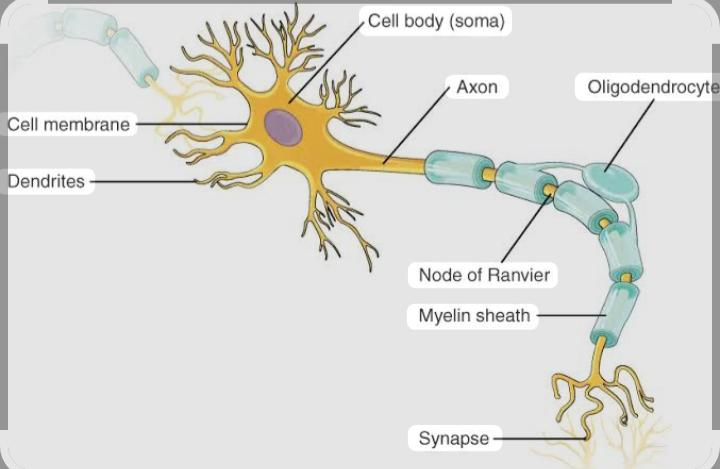 Cell body (soma)
Axon
Oligodendrocyte
Cell membrane
Dendrites
Node of Ranvier
Myelin sheath
Synapse